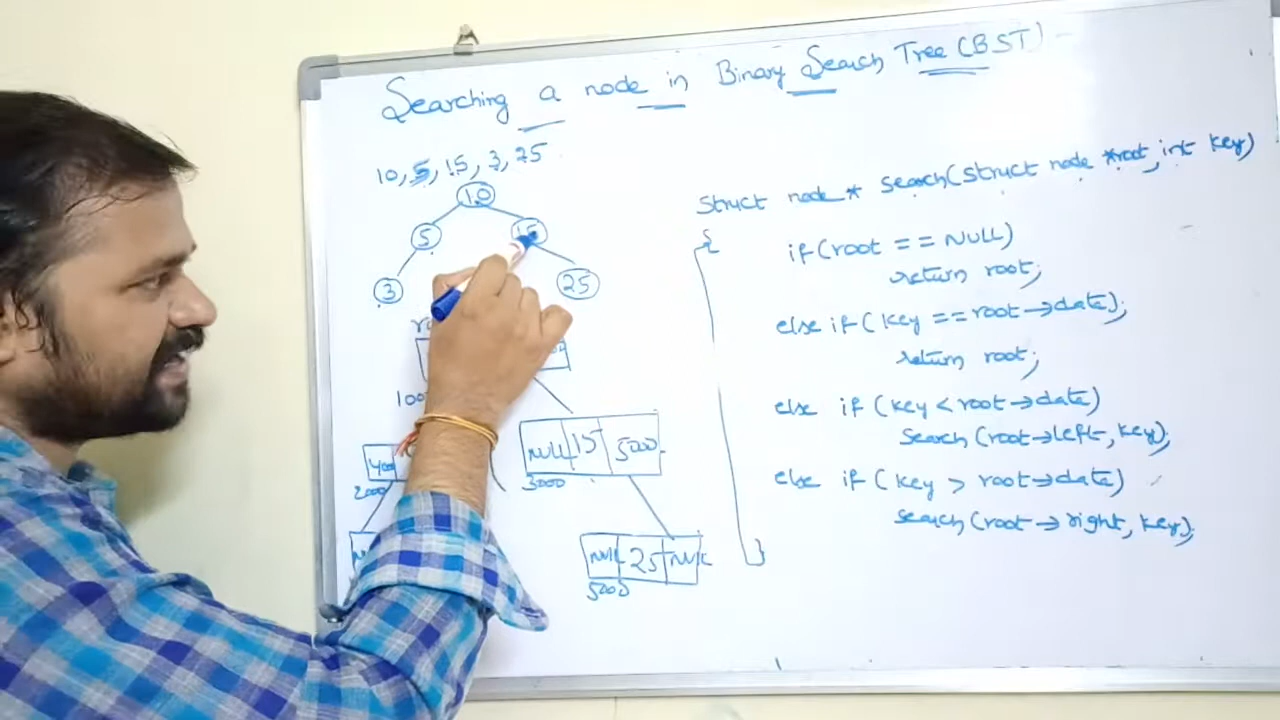 Searching a node in Binary Search Tree (BST)
10, 5, 15, 3, 25
10
5 15
3 25
struct node * search(struct node *root, int key)
{
if (root == NULL)
return root;
else if ( key == root→data);
return root;
else if (key < root→data)
search (root→left, key);
else if ( key > root→data)
search (root→right, key);
}
100
400
2000
NULL 15 5000
3000
NULL 25 NULL
5000